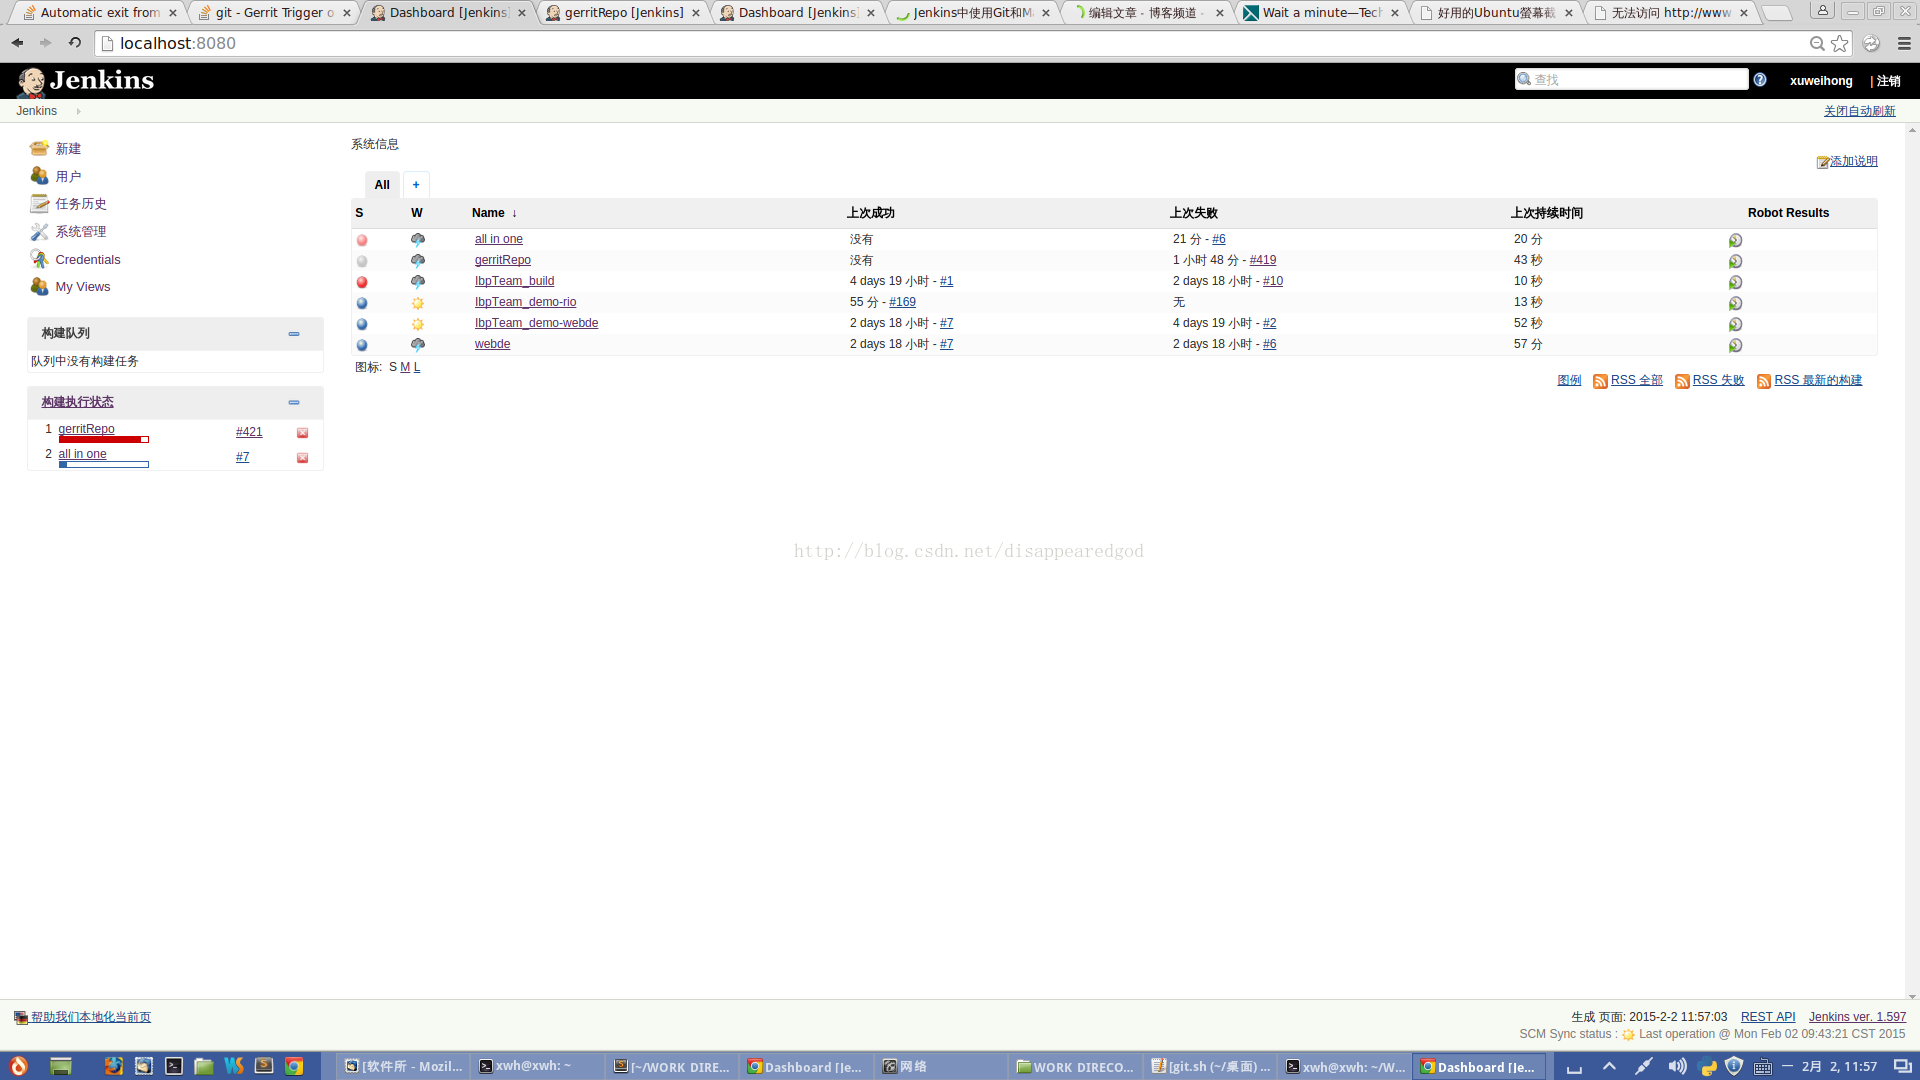 Automatic exit from
git - Gerrit Trigger o
Dashboard [Jenkins]
gerritRepo [Jenkins]
Dashboard [Jenkins]
Jenkins中使用Git和M
编辑文章 - 博客频道 -
Wait a minute—Tech
好用的Ubuntu螢幕截
无法访问 http://www
localhost:8080
Jenkins
查找
xuweihong
| 注销
Jenkins
关闭自动刷新
新建
用户
任务历史
系统管理
Credentials
My Views
构建队列
队列中没有构建任务
构建执行状态
1 gerritRepo #421
2 all in one #7
系统信息
添加说明
All +
S W Name ↓ 上次成功 上次失败 上次持续时间 Robot Results
all in one 没有 21 分 - #6 20 分
gerritRepo 没有 1 小时 48 分 - #419 43 秒
IbpTeam_build 4 days 19 小时 - #1 2 days 18 小时 - #10 10 秒
IbpTeam_demo-rio 55 分 - #169 无 13 秒
IbpTeam_demo-webde 2 days 18 小时 - #7 4 days 19 小时 - #2 52 秒
webde 2 days 18 小时 - #7 2 days 18 小时 - #6 57 分
图标: S M L
图例 RSS 全部 RSS 失败 RSS 最新的构建
http://blog.csdn.net/disappearedgod
帮助我们本地化当前页
生成 页面: 2015-2-2 11:57:03 REST API Jenkins ver. 1.597
SCM Sync status : Last operation @ Mon Feb 02 09:43:21 CST 2015
[软件所 - Mozil...
xwh@xwh: ~
[~/WORK DIRE...
Dashboard [Je...
网络
WORK DIRECO...
[git.sh (~/桌面) ...
xwh@xwh: ~/W...
Dashboard [Je...
2月 2, 11:57